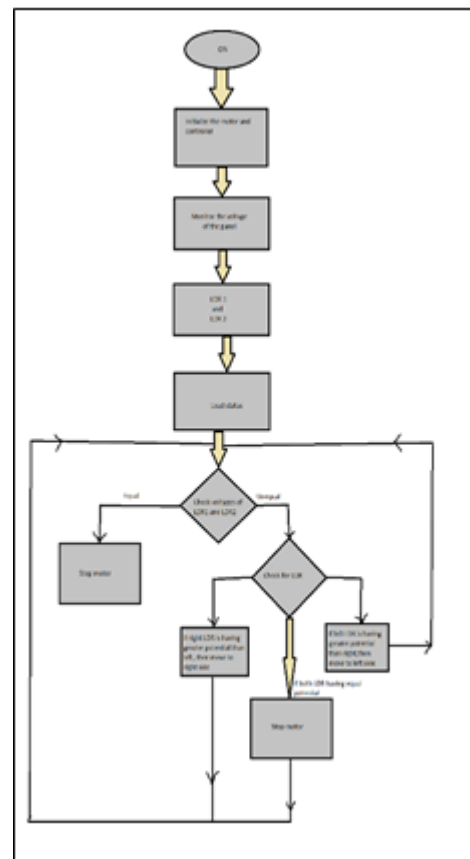 ON
Initialize the motor and
controller
Monitor the voltage
of the panel
LDR 1
and
LDR 2
Load status
Check voltages of
LDR1 and LDR2
Equal
Unequal
Stop motor
Check for LDR
If right LDR is having
greater potential than
left, then move to
right side
If left LDR is having
greater potential
than right, then
move to left side
If both LDR having equal
potential
Stop motor